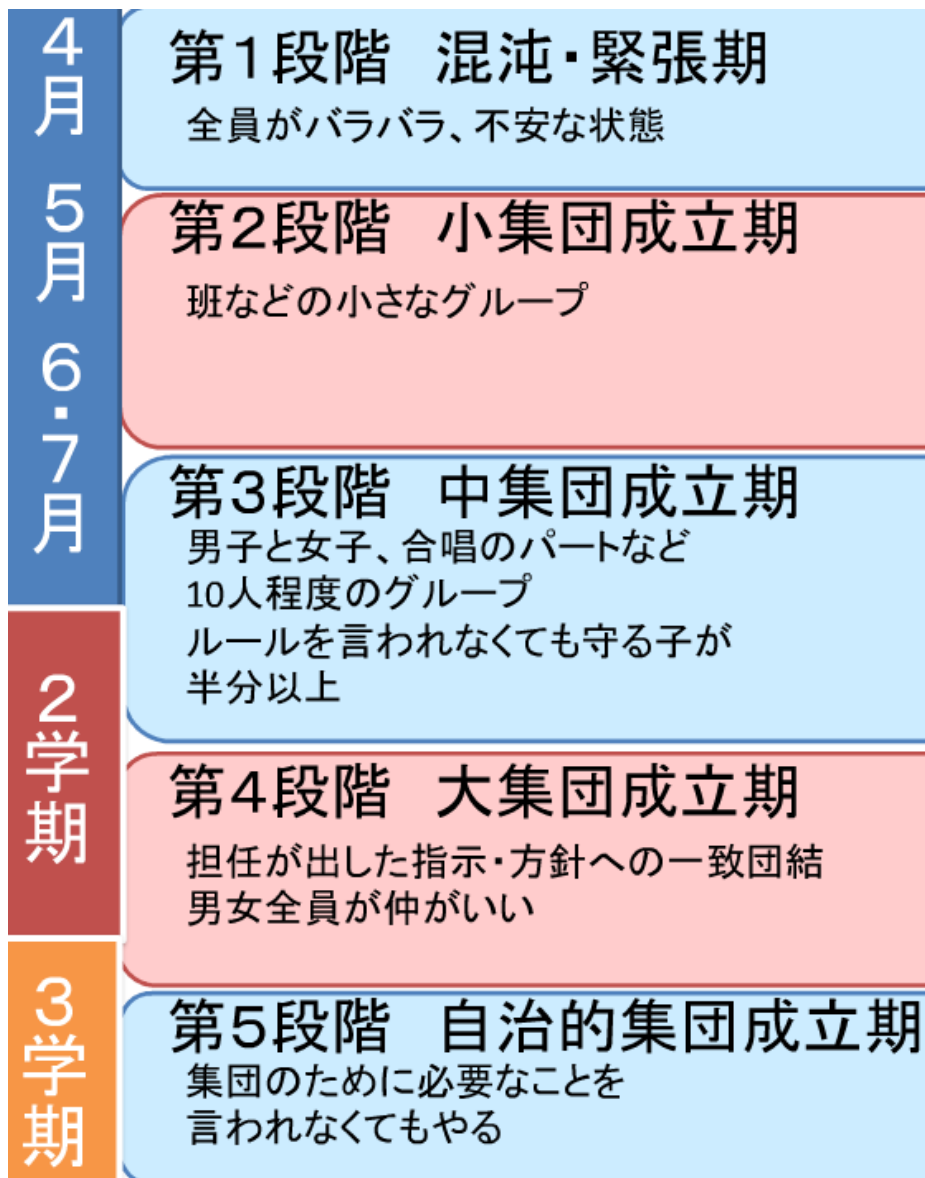 4月
第1段階　混沌・緊張期
全員がバラバラ、不安な状態
5月
第2段階　小集団成立期
班などの小さなグループ
6・7月
第3段階　中集団成立期
男子と女子、合唱のパートなど
10人程度のグループ
ルールを言われなくても守る子が
半分以上
2学期
第4段階　大集団成立期
担任が出した指示・方針への一致団結
男女全員が仲がいい
3学期
第5段階　自治的集団成立期
集団のために必要なことを
言われなくてもやる